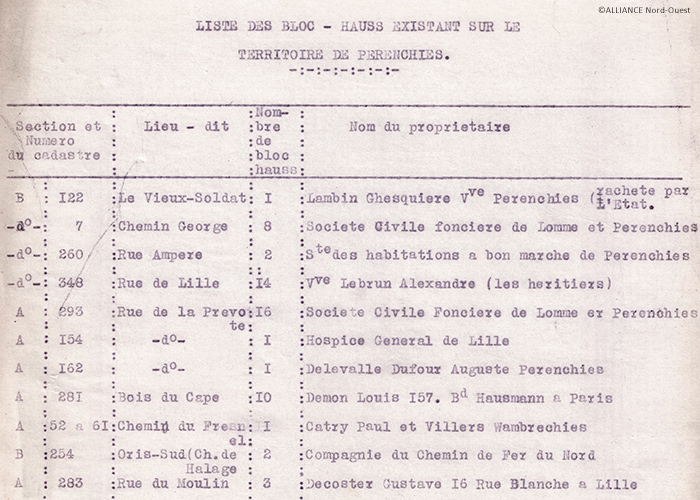 ©ALLIANCE Nord-Ouest
LISTE DES BLOC - HAUSS EXISTANT SUR LE
TERRITOIRE DE PERENCHIES.
-:-:-:-:-:-:-
Section et Numero du cadastre : Lieu - dit : Nom-bre de bloc hauss : Nom du proprietaire
B : I22 : Le Vieux-Soldat : I : Lambin Ghesquiere Vve Perenchies (rachete par l'Etat.
-do- : 7 : Chemin George : 8 : Societe Civile fonciere de Lomme et Perenchies
-do- : 260 : Rue Ampere : 2 : Ste des habitations a bon marche de Perenchies
-do- : 348 : Rue de Lille : I4 : Vve Lebrun Alexandre (les heritiers)
A : 293 : Rue de la Prevote : I6 : Societe Civile Fonciere de Lomme er Perenchies
A : I54 : -do- : I : Hospice General de Lille
A : I62 : -do- : I : Delevalle Dufour Auguste Perenchies
A : 28I : Bois du Cape : I0 : Demon Louis I57. Bd Hausmann a Paris
A : 52 a 6I : Chemin du Fresnel : I : Catry Paul et Villers Wambrechies
B : 254 : Oris-Sud(Ch.de Halage : 2 : Compagnie du Chemin de Fer du Nord
A : 283 : Rue du Moulin : 3 : Decoster Gustave I6 Rue Blanche a Lille